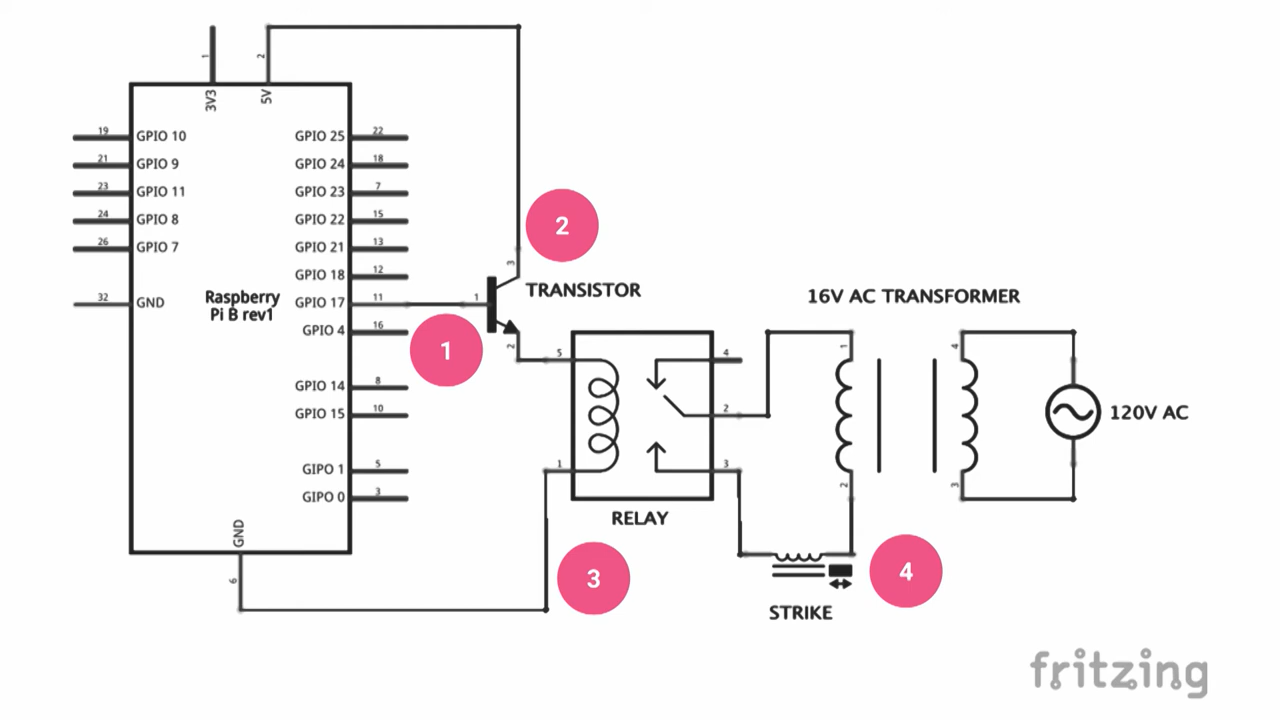 1
2
3V3
5V
19
GPIO 10
GPIO 25
22
21
GPIO 9
GPIO 24
18
23
GPIO 11
GPIO 23
7
24
GPIO 8
GPIO 22
15
26
GPIO 7
GPIO 21
13
GPIO 18
12
32
GND
Raspberry
Pi B rev1
GPIO 17
11
GPIO 4
16
GPIO 14
8
GPIO 15
10
GIPO 1
5
GIPO 0
3
GND
6
1
2
3
1
2
TRANSISTOR
5
1
4
2
3
RELAY
3
16V AC TRANSFORMER
1
2
4
3
120V AC
4
STRIKE
fritzing